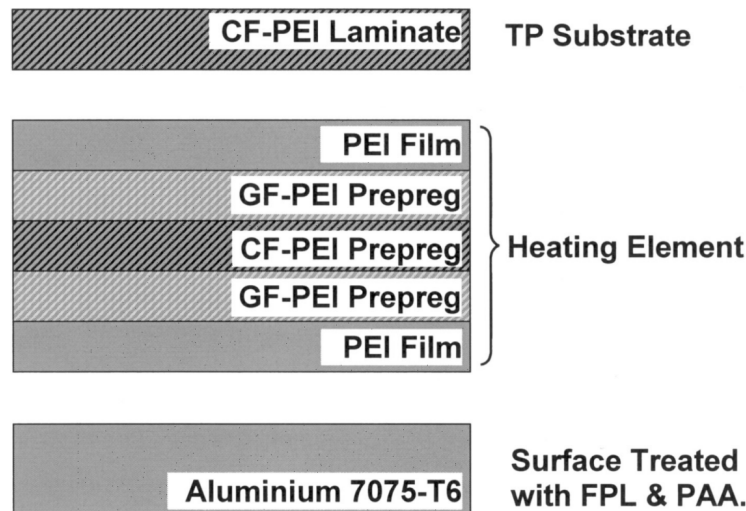 CF-PEI Laminate TP Substrate
PEI Film
GF-PEI Prepreg
CF-PEI Prepreg Heating Element
GF-PEI Prepreg
PEI Film
Surface Treated
Aluminium 7075-T6 with FPL & PAA.